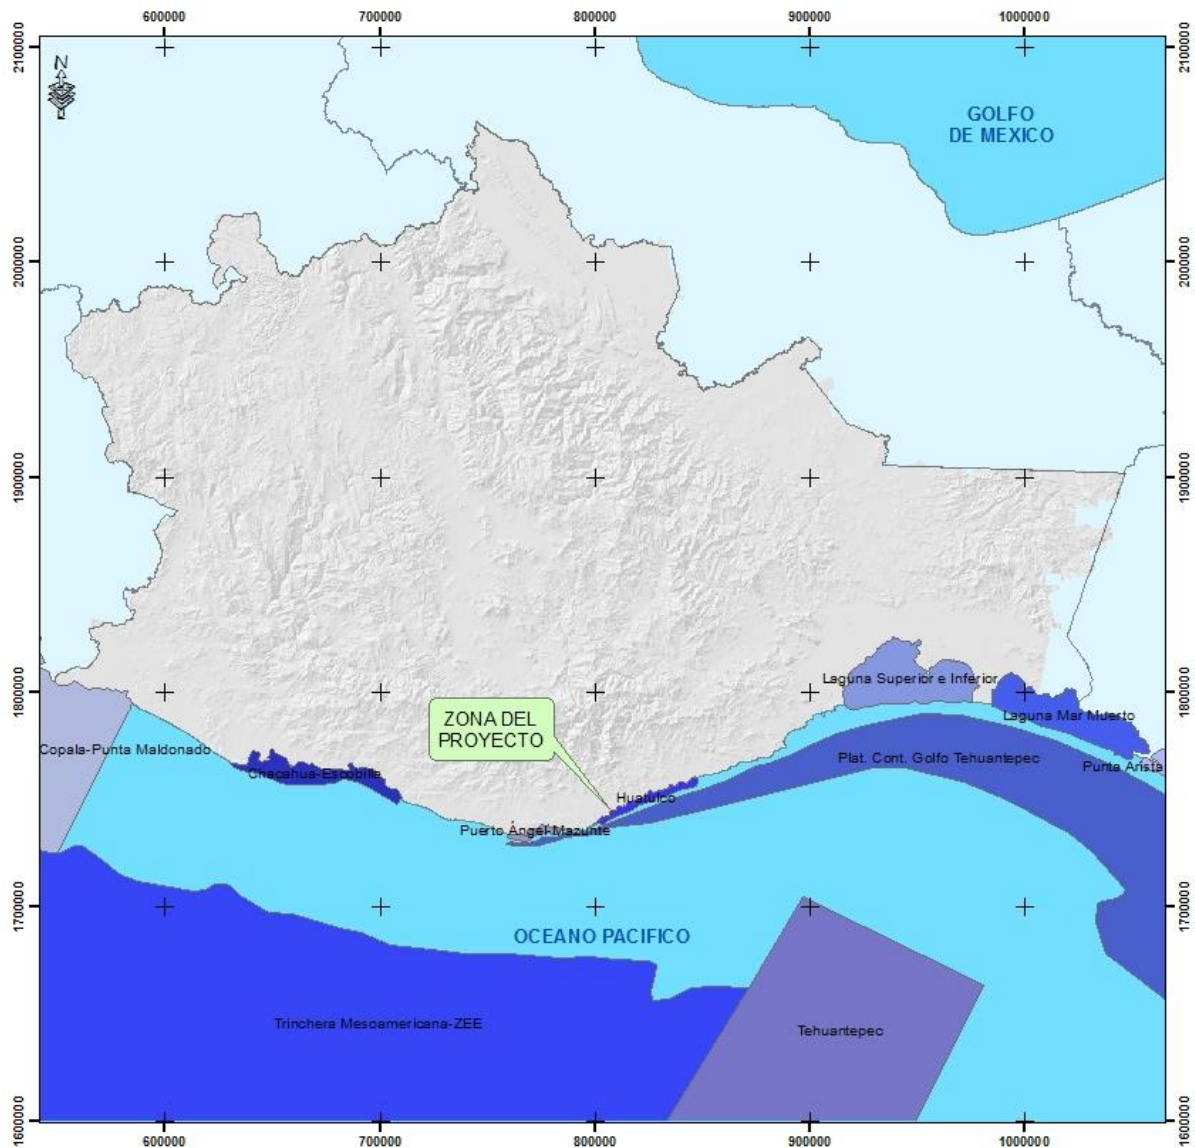 600000 700000 800000 900000 1000000
2100000 2100000
N
GOLFO
DE MEXICO
2000000 2000000
1900000 1900000
Laguna Superior e Inferior
1800000 1800000
ZONA DEL
PROYECTO
Laguna Mar Muerto
Copala-Punta Maldonado
Plat. Cont. Golfo Tehuantepec
Punta Arista
Chacahua-Escobilla
Huatulco
Puerto Ángel-Mazunte
1700000 1700000
OCEANO PACIFICO
Trinchera Mesoamericana-ZEE
Tehuantepec
1600000 1600000
600000 700000 800000 900000 1000000